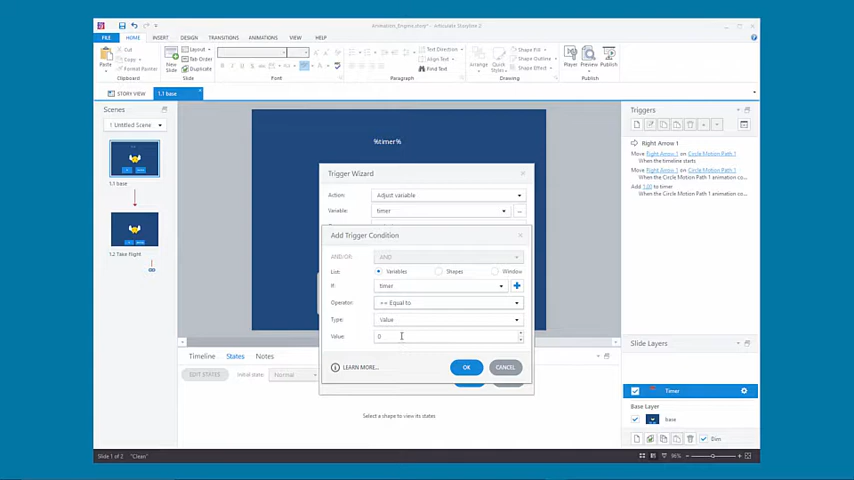 Animation_Engine.story* - Articulate Storyline 2
FILE HOME INSERT DESIGN TRANSITIONS ANIMATIONS VIEW HELP
Paste Cut Copy Format Painter
Clipboard
New Slide Layout Tab Order Duplicate
Slide
Font
Text Direction Align Text Find Text
Paragraph
Arrange Quick Styles Shape Fill Shape Outline Shape Effect
Drawing
Player Preview Publish
Publish
STORY VIEW 1.1 base
Scenes
1 Untitled Scene
1.1 base
1.2 Take Flight
%timer%
Trigger Wizard
Action: Adjust variable
Variable: timer
Add Trigger Condition
AND/OR: AND
List: Variables Shapes Window
If: timer
Operator: == Equal to
Type: Value
Value: 0
LEARN MORE...
OK CANCEL
Timeline States Notes
EDIT STATES Initial state: Normal
Select a shape to view its states
Triggers
Right Arrow 1
Move Right Arrow 1 on Circle Motion Path 1
When the timeline starts
Move Right Arrow 1 on Circle Motion Path 1
When the Circle Motion Path 1 animation co...
Add 1.00 to timer
When the Circle Motion Path 1 animation co...
Slide Layers
Timer
Base Layer
base
Dim
Slide 1 of 2 "Clean"
96%